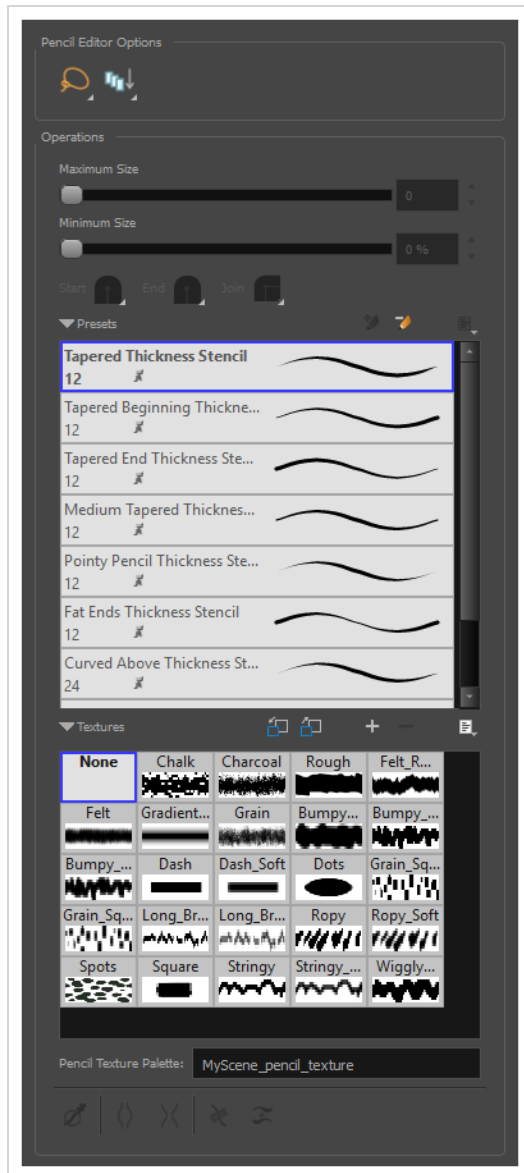 Pencil Editor Options
Operations
Maximum Size
0
Minimum Size
0 %
Start End Join
Presets
Tapered Thickness Stencil
12
Tapered Beginning Thickne...
12
Tapered End Thickness Ste...
12
Medium Tapered Thicknes...
12
Pointy Pencil Thickness Ste...
12
Fat Ends Thickness Stencil
12
Curved Above Thickness St...
24
Textures
None Chalk Charcoal Rough Felt_R...
Felt Gradient... Grain Bumpy... Bumpy_...
Bumpy_... Dash Dash_Soft Dots Grain_Sq...
Grain_Sq... Long_Br... Long_Br... Ropy Ropy_Soft
Spots Square Stringy Stringy_... Wiggly...
Pencil Texture Palette: MyScene_pencil_texture